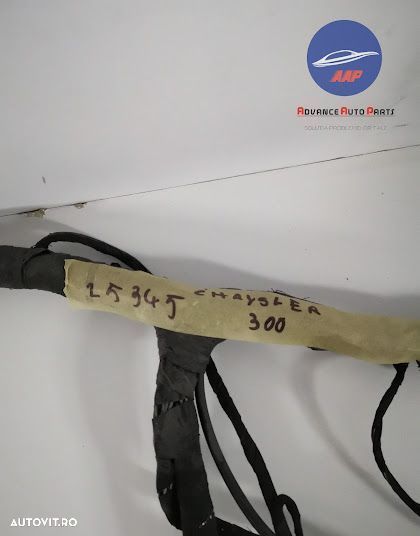 AAP
ADVANCE AUTO PARTS
25345 CHRYSLER
300
AUTOVIT.RO